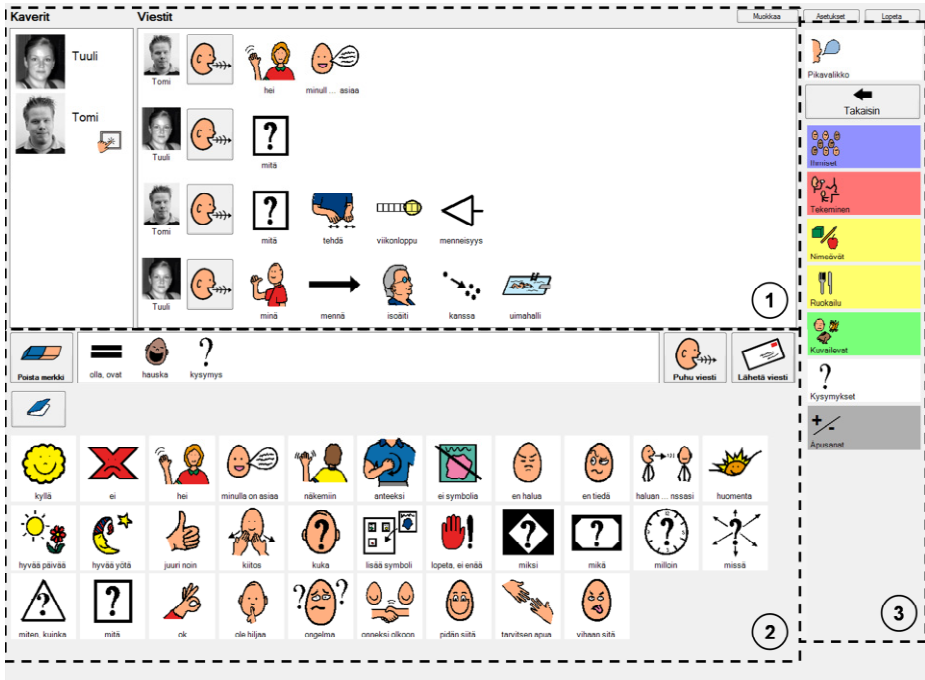 Kaverit
Viestit
Muokkaa
Asetukset
Lopeta
Tuuli
Tomi
Tomi
hei
minull ... asiaa
Tuuli
mitä
Tomi
mitä
tehdä
viikonloppu
menneisyys
Tuuli
minä
mennä
isoäiti
kanssa
uimahalli
1
Pikavalikko
Takaisin
Ihmiset
Tekeminen
Nimeävät
Ruokailu
Kuvailevat
Kysymykset
Apusanat
3
Poista merkki
olla, ovat
hauska
kysymys
Puhu viesti
Lähetä viesti
kyllä
ei
hei
minulla on asiaa
näkemiin
anteeksi
ei symbolia
en halua
en tiedä
haluan ... nssasi
huomenta
hyvää päivää
hyvää yötä
juuri noin
kiitos
kuka
lisää symboli
lopeta, ei enää
miksi
mikä
milloin
missä
miten, kuinka
mitä
ok
ole hiljaa
ongelma
onneksi olkoon
pidän siitä
tarvitsen apua
vihaan sitä
2